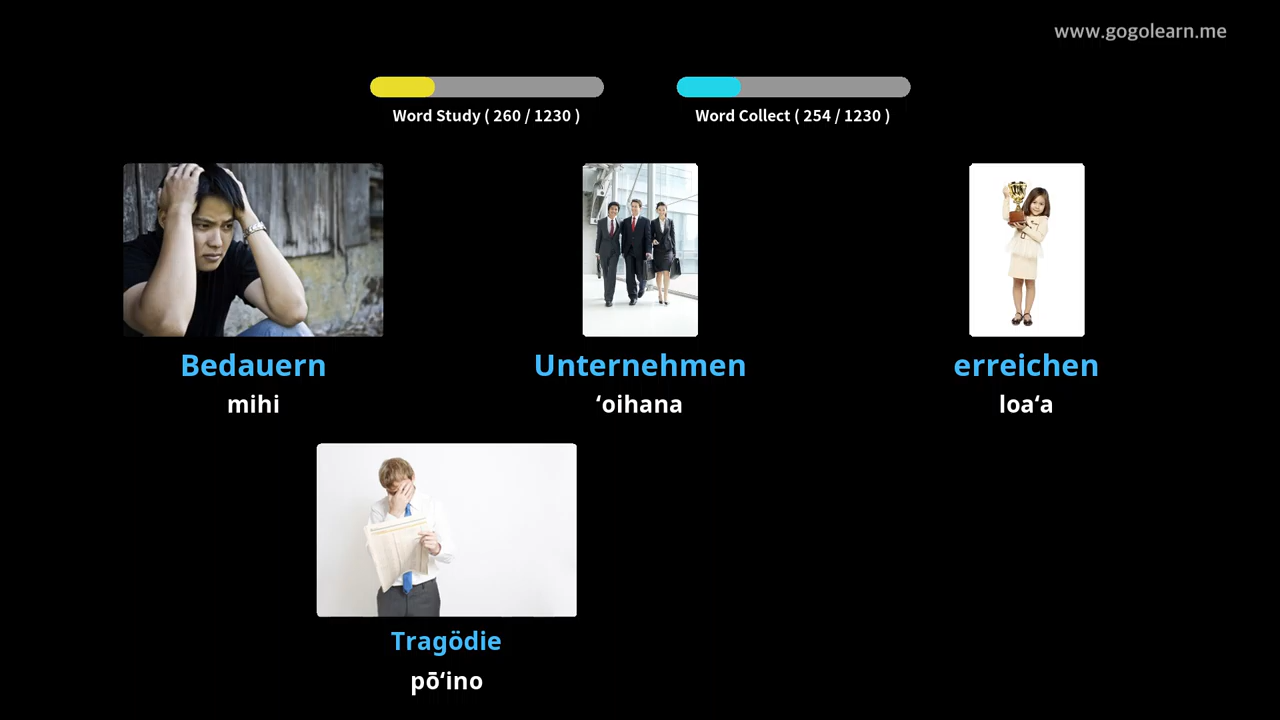 www.gogolearn.me
Word Study ( 260 / 1230 )
Word Collect ( 254 / 1230 )
Bedauern
mihi
Unternehmen
ʻoihana
erreichen
loaʻa
Tragödie
pōʻino